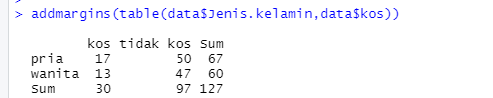 > addmargins(table(data$Jenis.kelamin,data$kos))
kos tidak kos Sum
pria 17 50 67
wanita 13 47 60
Sum 30 97 127